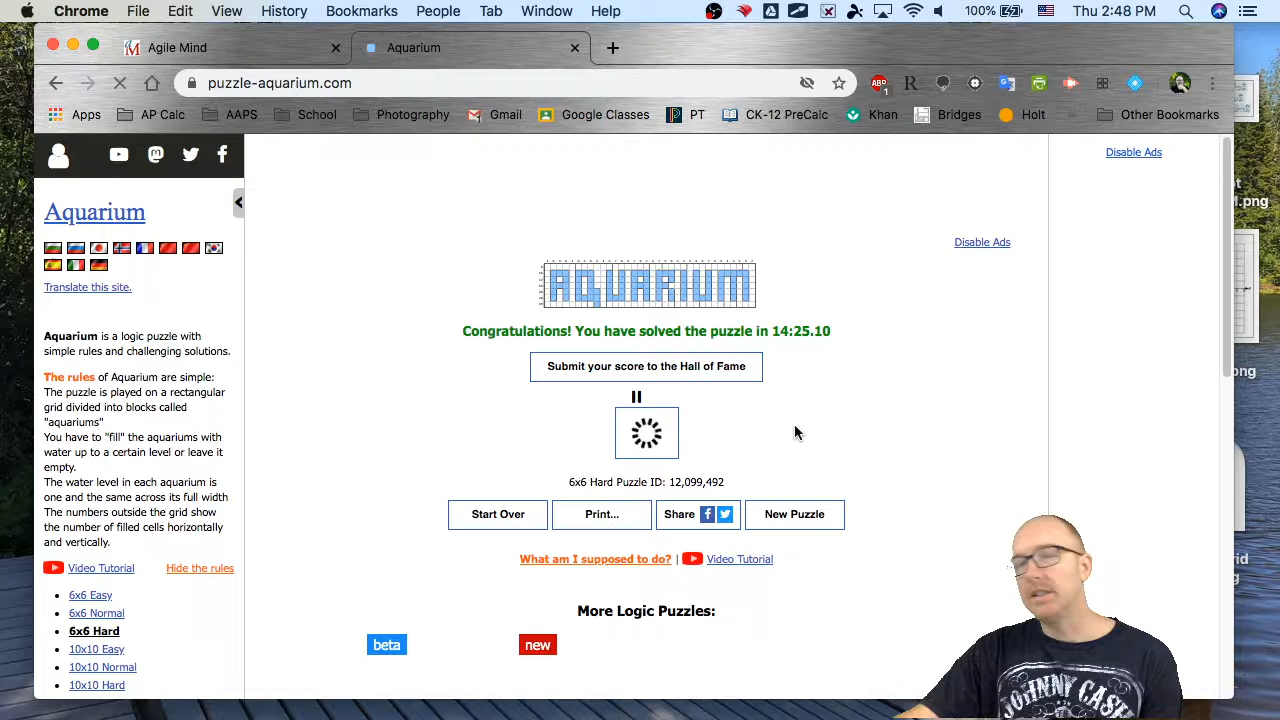 Chrome File Edit View History Bookmarks People Tab Window Help 100% Thu 2:48 PM
Agile Mind Aquarium
puzzle-aquarium.com ABP 1 R
Apps AP Calc AAPS School Photography Gmail Google Classes PT CK-12 PreCalc Khan Bridges Holt Other Bookmarks
Disable Ads
Aquarium
Disable Ads
AQUARIUM
Translate this site.
Congratulations! You have solved the puzzle in 14:25.10
Aquarium is a logic puzzle with
simple rules and challenging solutions.
Submit your score to the Hall of Fame
The rules of Aquarium are simple:
The puzzle is played on a rectangular
grid divided into blocks called
"aquariums"
You have to "fill" the aquariums with
water up to a certain level or leave it
empty.
The water level in each aquarium is
one and the same across its full width
The numbers outside the grid show
the number of filled cells horizontally
and vertically.
6x6 Hard Puzzle ID: 12,099,492
Start Over Print... Share New Puzzle
What am I supposed to do? | Video Tutorial
Video Tutorial Hide the rules
6x6 Easy
6x6 Normal
6x6 Hard
10x10 Easy
10x10 Normal
10x10 Hard
More Logic Puzzles:
beta new
JOHNNY CASH